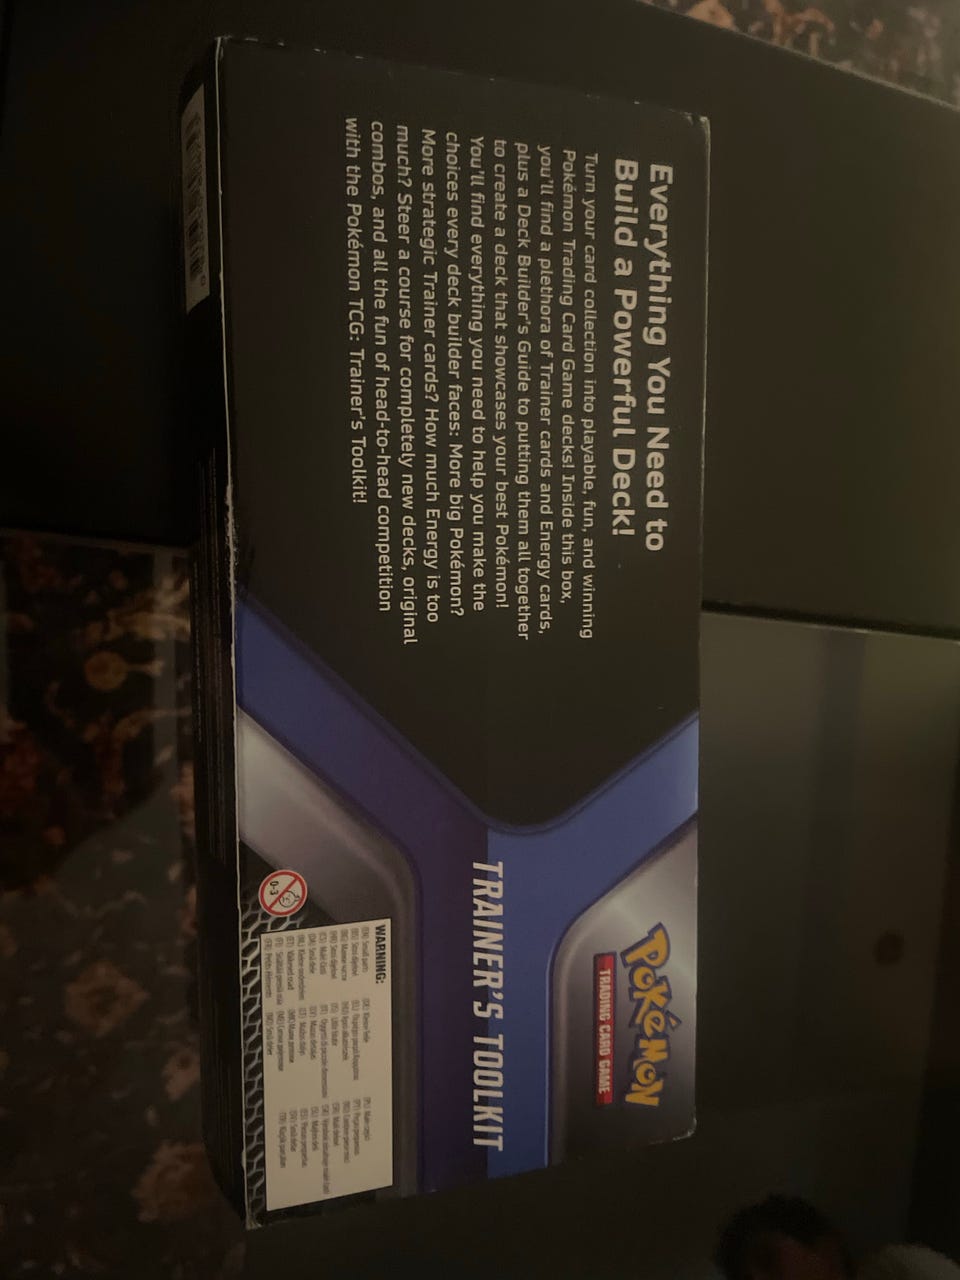 Everything You Need to
Build a Powerful Deck!
Turn your card collection into playable, fun, and winning
Pokémon Trading Card Game decks! Inside this box,
you'll find a plethora of Trainer cards and Energy cards,
plus a Deck Builder's Guide to putting them all together
to create a deck that showcases your best Pokémon!
You'll find everything you need to help you make the
choices every deck builder faces: More big Pokémon?
More strategic Trainer cards? How much Energy is too
much? Steer a course for completely new decks, original
combos, and all the fun of head-to-head competition
with the Pokémon TCG: Trainer's Toolkit!
POKéMON
TRADING CARD GAME
TRAINER'S TOOLKIT
WARNING:
(EN) Small parts
0-3